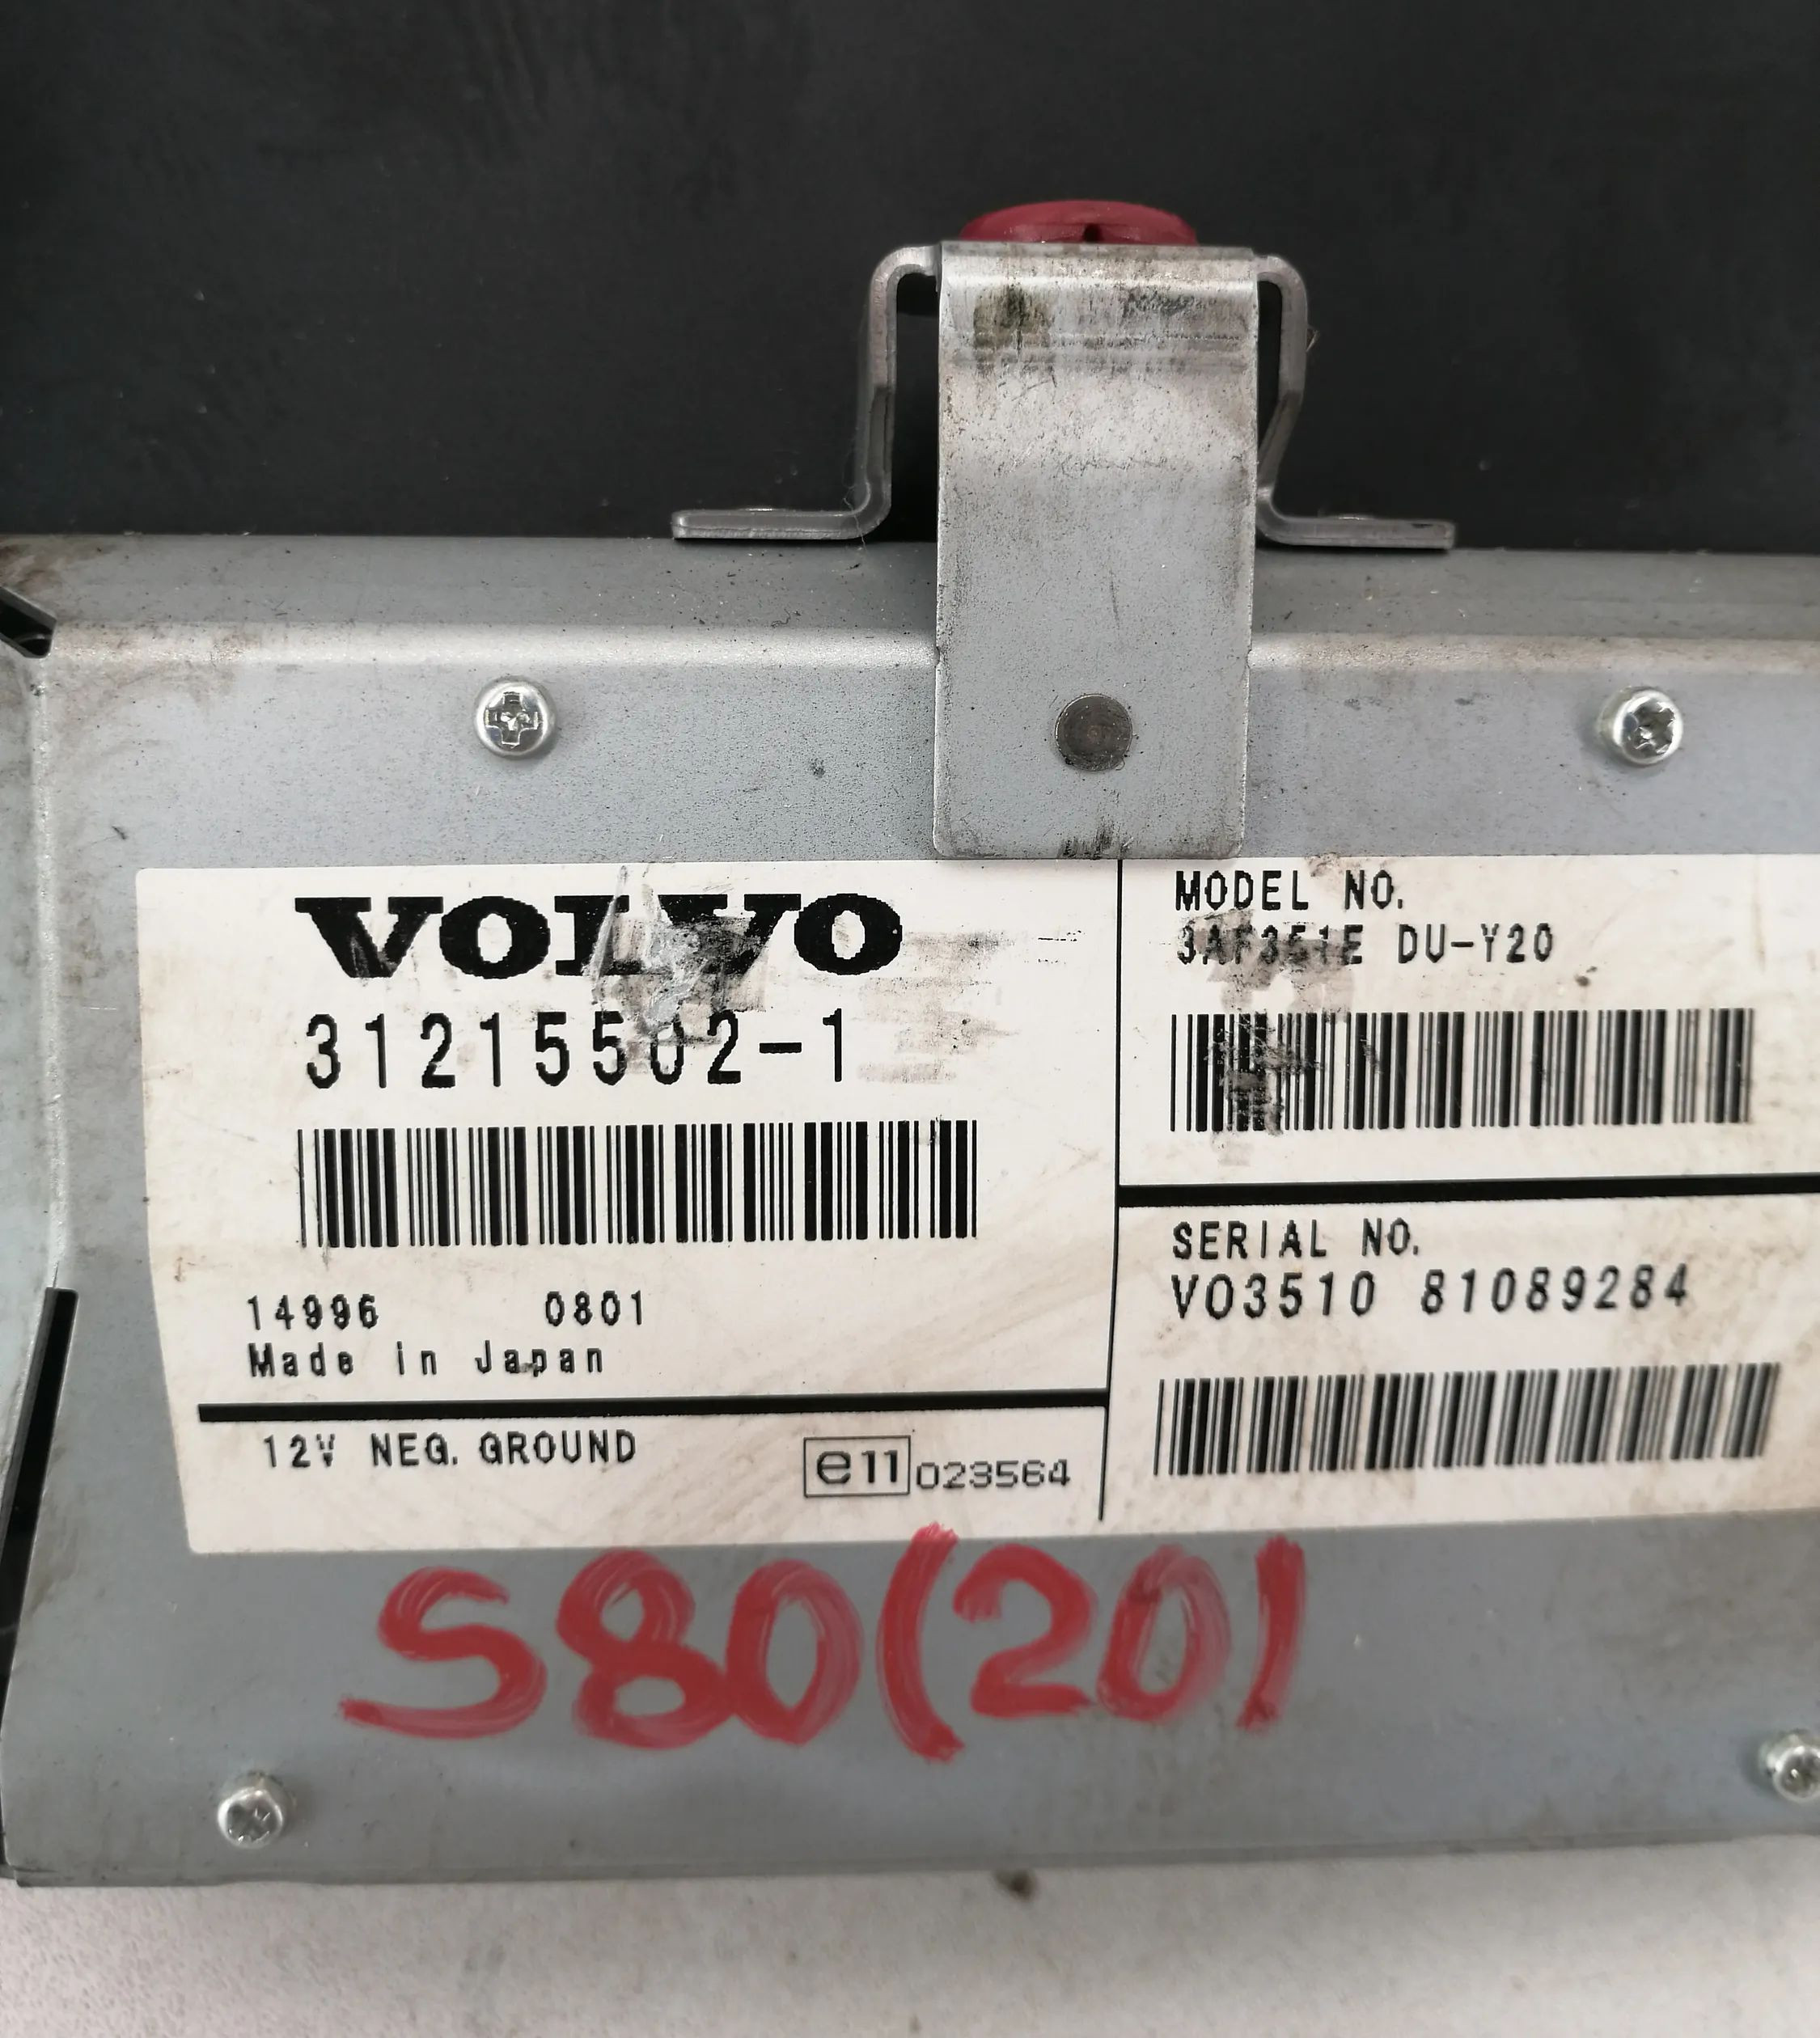 VOLVO
31215502-1
14996 0801
Made in Japan
12V NEG. GROUND
e11 023564
MODEL NO.
3AF351E DU-Y20
SERIAL NO.
VO3510 81089284
S80(20)